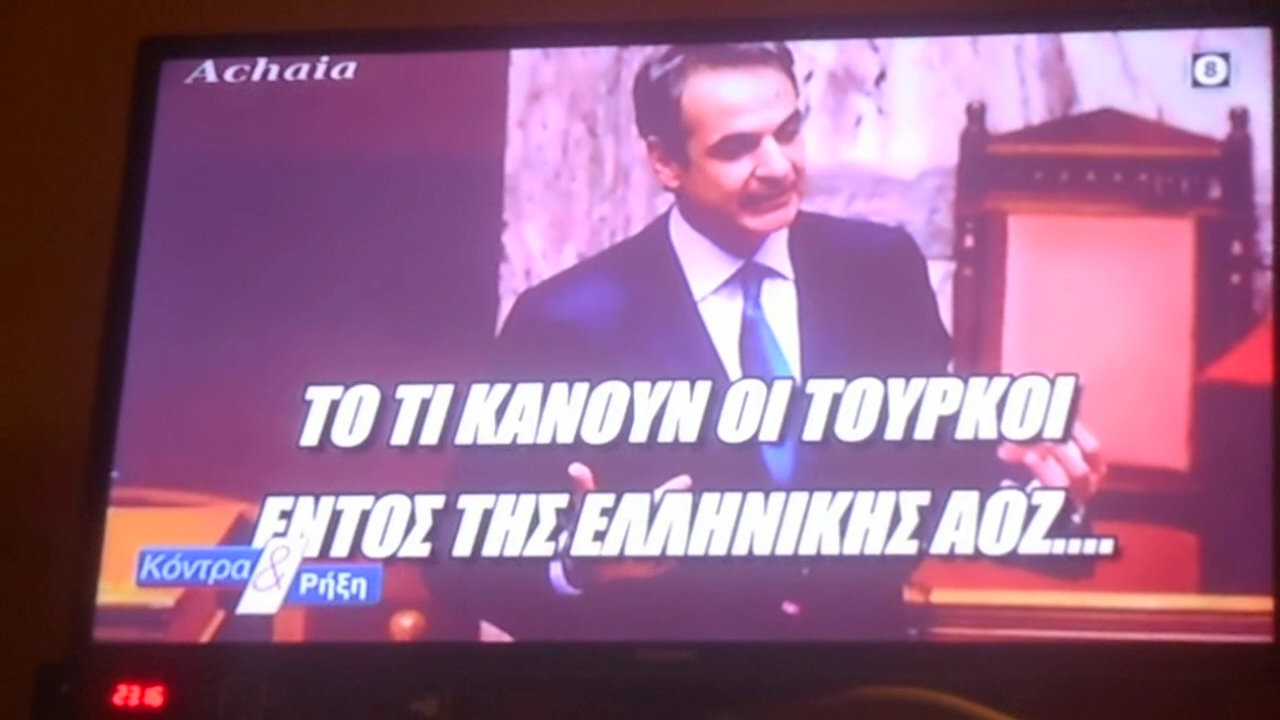 Achaia
8
ΤΟ ΤΙ ΚΑΝΟΥΝ ΟΙ ΤΟΥΡΚΟΙ
ΕΝΤΟΣ ΤΗΣ ΕΛΛΗΝΙΚΗΣ ΑΟΖ....
Κόντρα & Ρήξη
23:16